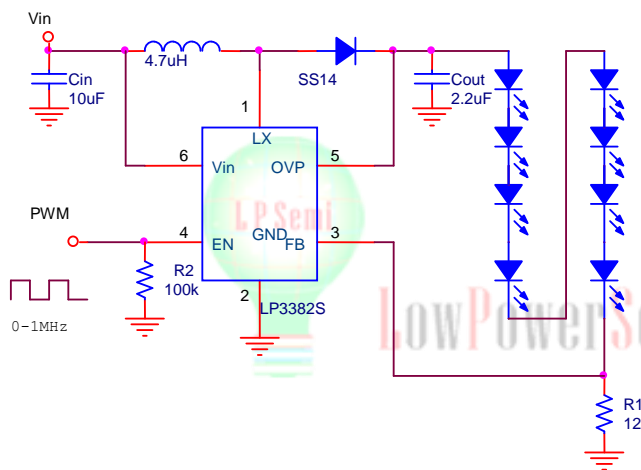 Vin
4.7uH
SS14
Cin
10uF
Cout
2.2uF
1
LX
6
Vin
OVP
5
PWM
4
EN
GND
FB
3
LP Semi
R2
100k
2
LP3382S
0-1MHz
LowPowerSe
R1
12